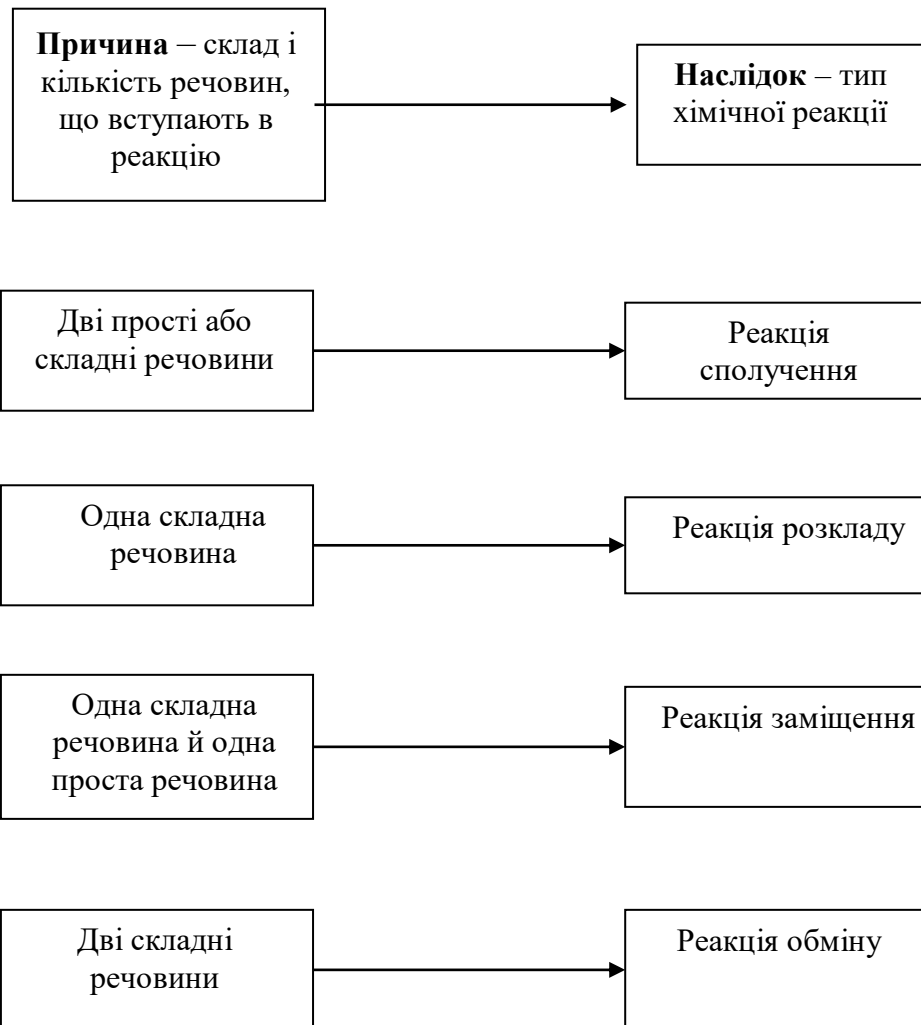 Причина – склад і
кількість речовин,
що вступають в
реакцію
Наслідок – тип
хімічної реакції
Дві прості або
складні речовини
Реакція
сполучення
Одна складна
речовина
Реакція розкладу
Одна складна
речовина й одна
проста речовина
Реакція заміщення
Дві складні
речовини
Реакція обміну